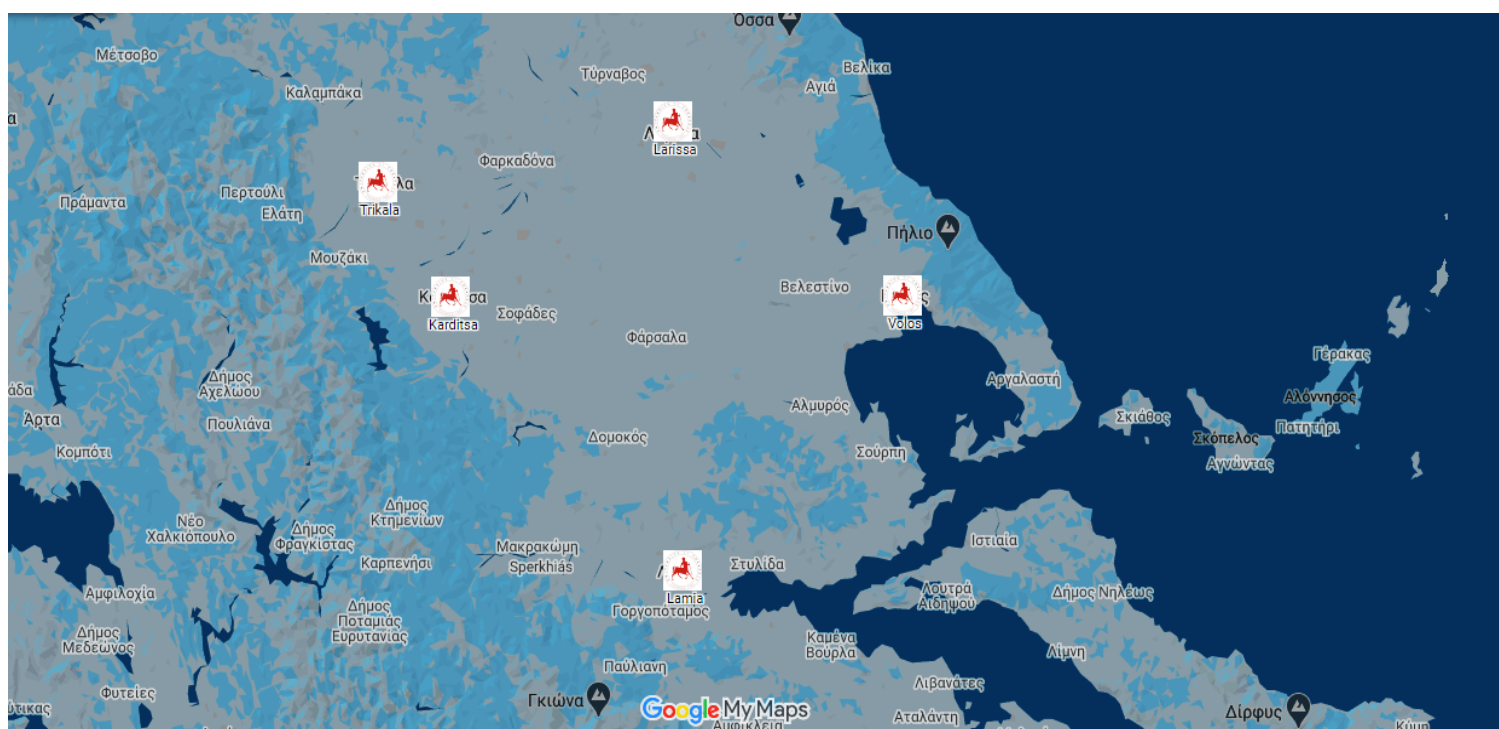 Όσσα
Μέτσοβο
Βελίκα
Τύρναβος
Αγιά
Καλαμπάκα
Larissa
Φαρκαδόνα
Trikala
Περτούλι
Πράμαντα
Ελάτη
Πήλιο
Μουζάκι
Βελεστίνο
Karditsa
Σοφάδες
Volos
Φάρσαλα
Γέρακας
Δήμος
Αχελώου
Αργαλαστή
Αλόννησος
Άρτα
Αλμυρός
Σκιάθος
Πουλιάνα
Πατητήρι
Δομοκός
Σκόπελος
Κομπότι
Σούρπη
Αγνώντας
Δήμος
Κτημενίων
Νέο
Χαλκιόπουλο
Δήμος
Φραγκίστας
Ιστιαία
Μακρακώμη
Καρπενήσι
Sperkhiás
Στυλίδα
Αμφιλοχία
Λουτρά
Αιδηψού
Δήμος Νηλέως
Lamia
Γοργοπόταμος
Δήμος
Ποταμιάς
Ευρυτανίας
Δήμος
Μεδεώνος
Καμένα
Βούρλα
Λίμνη
Παύλιανη
Λιβανάτες
Φυτείες
Γκιώνα
Google My Maps
Αταλάντη
Δίρφυς
Αμφίκλεια
Κύμη